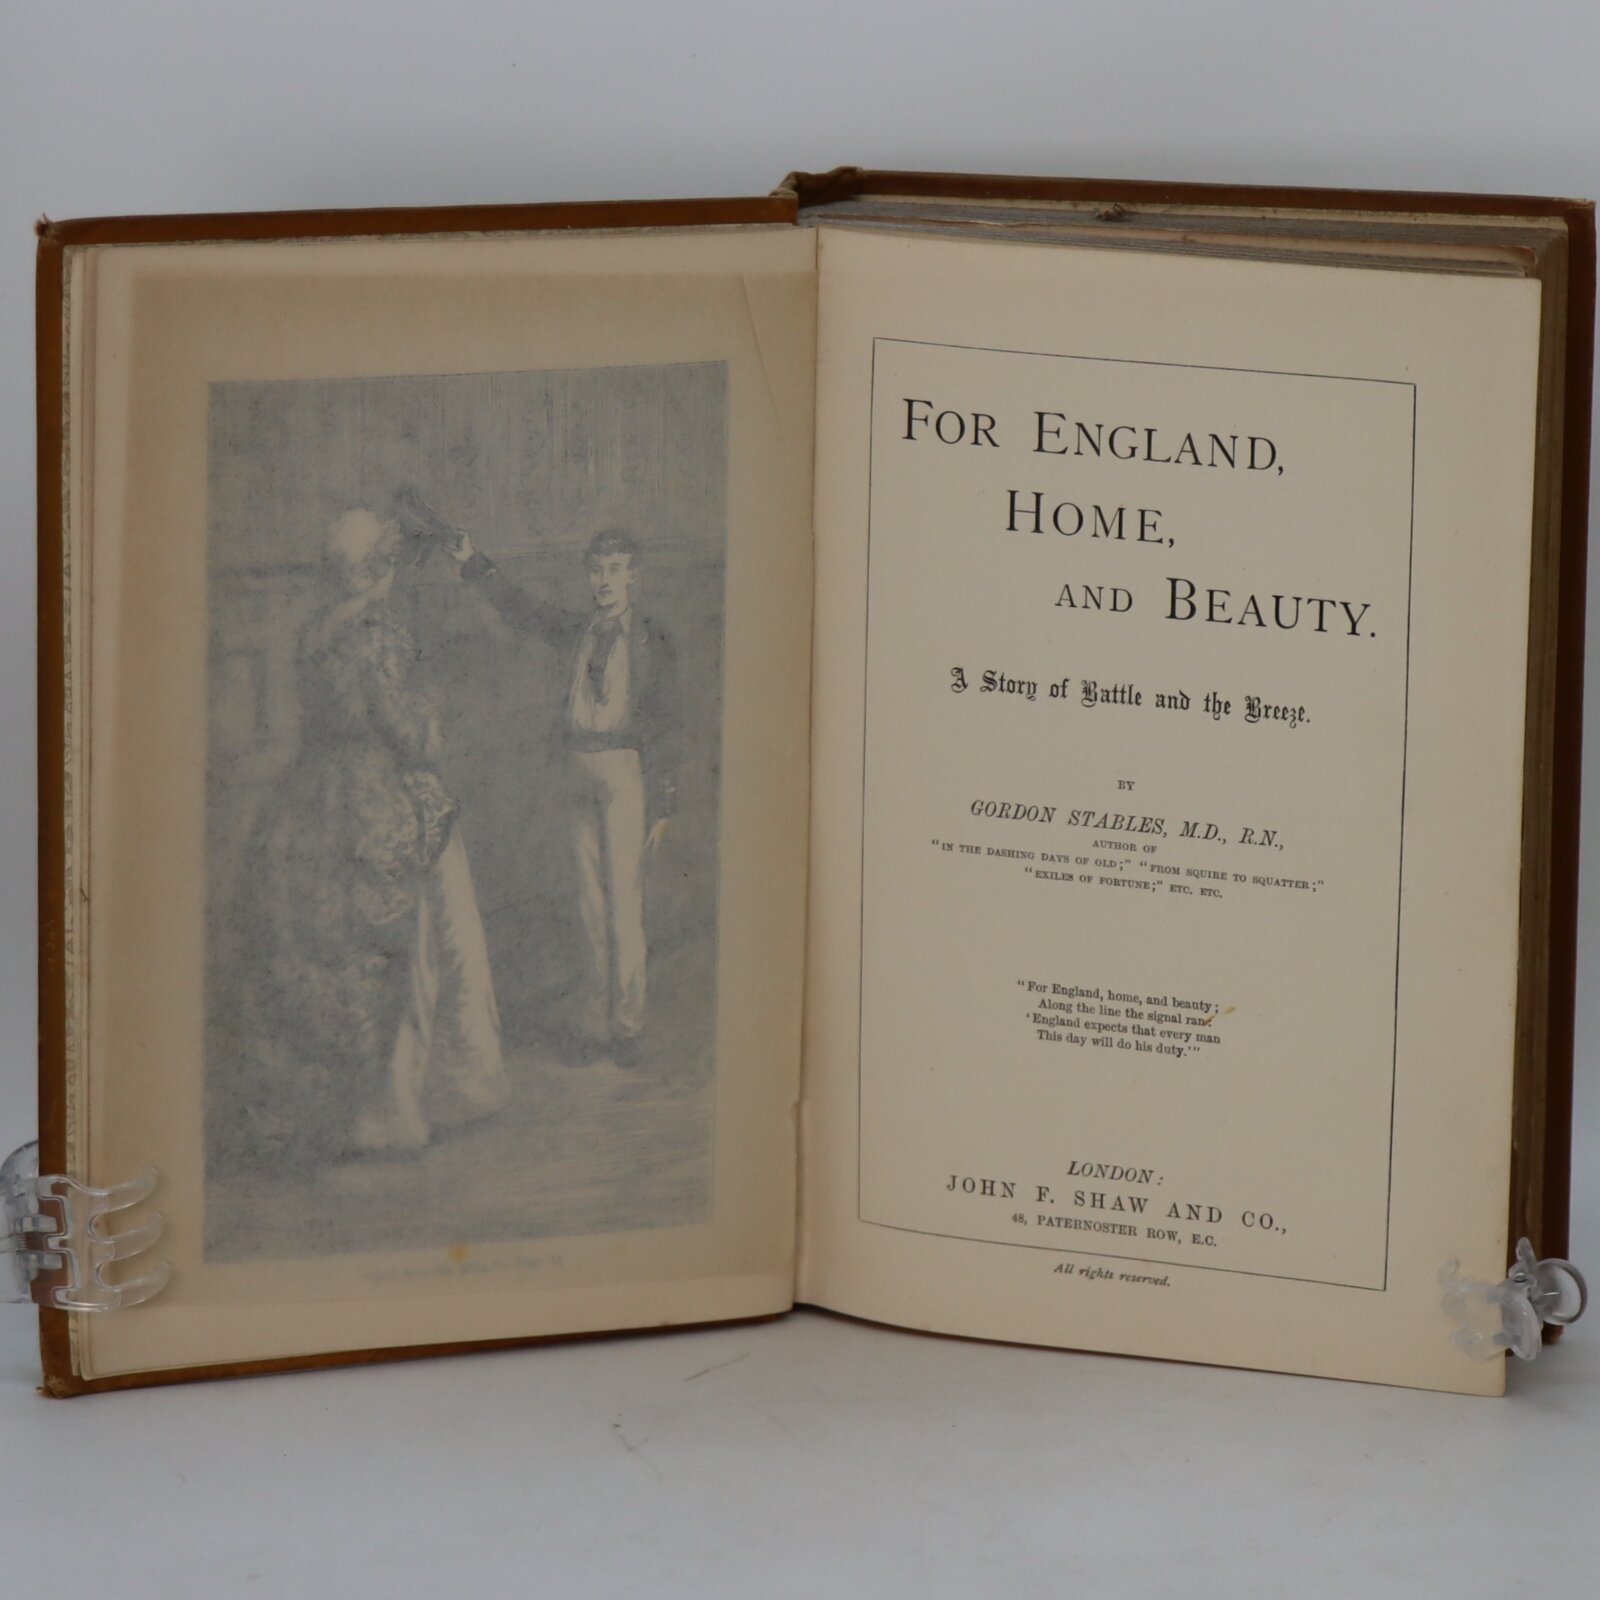 FOR ENGLAND,
HOME,
AND BEAUTY.
A Story of Battle and the Breeze.
BY
GORDON STABLES, M.D., R.N.,
AUTHOR OF
"IN THE DASHING DAYS OF OLD;" "FROM SQUIRE TO SQUATTER;"
"EXILES OF FORTUNE;" ETC. ETC.
"For England, home, and beauty;
Along the line the signal ran:
'England expects that every man
This day will do his duty.'"
LONDON:
JOHN F. SHAW AND CO.,
48, PATERNOSTER ROW, E.C.
All rights reserved.